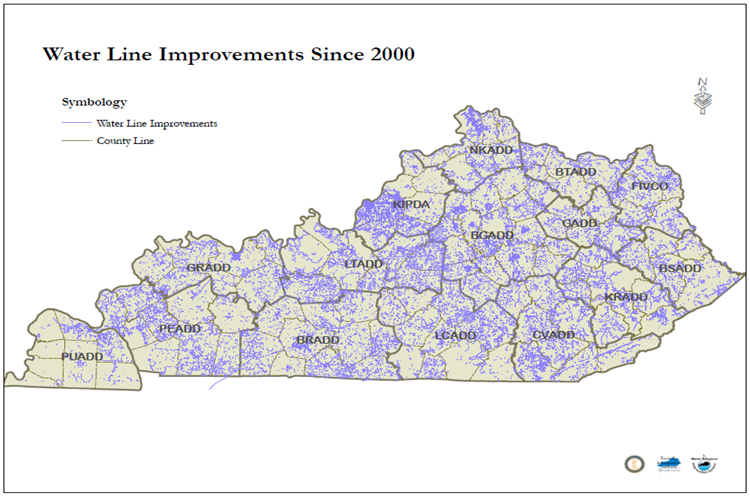 Water Line Improvements Since 2000
Symbology
Water Line Improvements
County Line
N
NKADD
BTADD
FIVCO
KIPDA
GADD
BGADD
LTADD
GRADD
BSADD
KRADD
PEADD
BRADD
LCADD
CVADD
PUADD